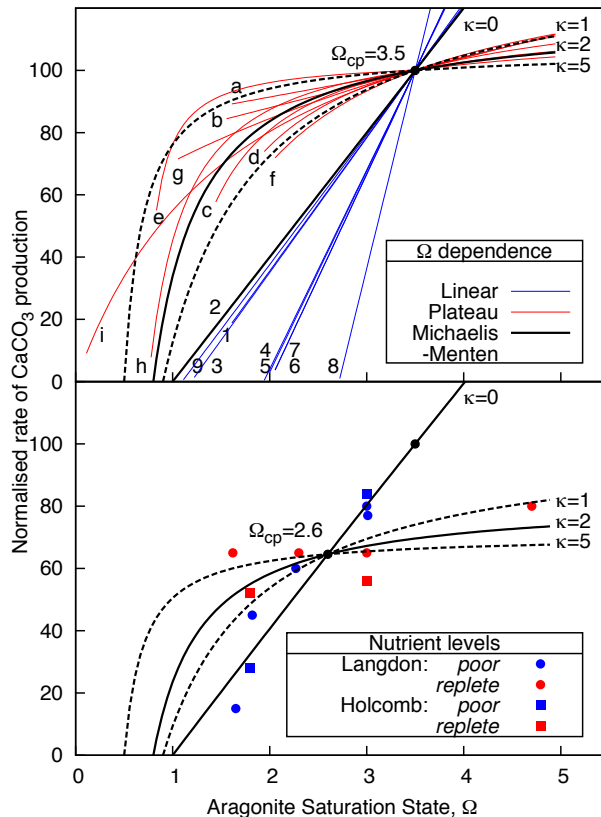 Normalised rate of CaCO3 production
120
100
80
60
40
20
0
Ωcp=3.5
κ=0
κ=1
κ=2
κ=5
a
b
g
d
f
c
e
i
h
2
1
9
3
4
5
7
6
8
Ω dependence
Linear
Plateau
Michaelis
-Menten
100
80
60
40
20
0
Ωcp=2.6
κ=0
κ=1
κ=2
κ=5
Nutrient levels
Langdon: poor
replete
Holcomb: poor
replete
0 1 2 3 4 5
Aragonite Saturation State, Ω